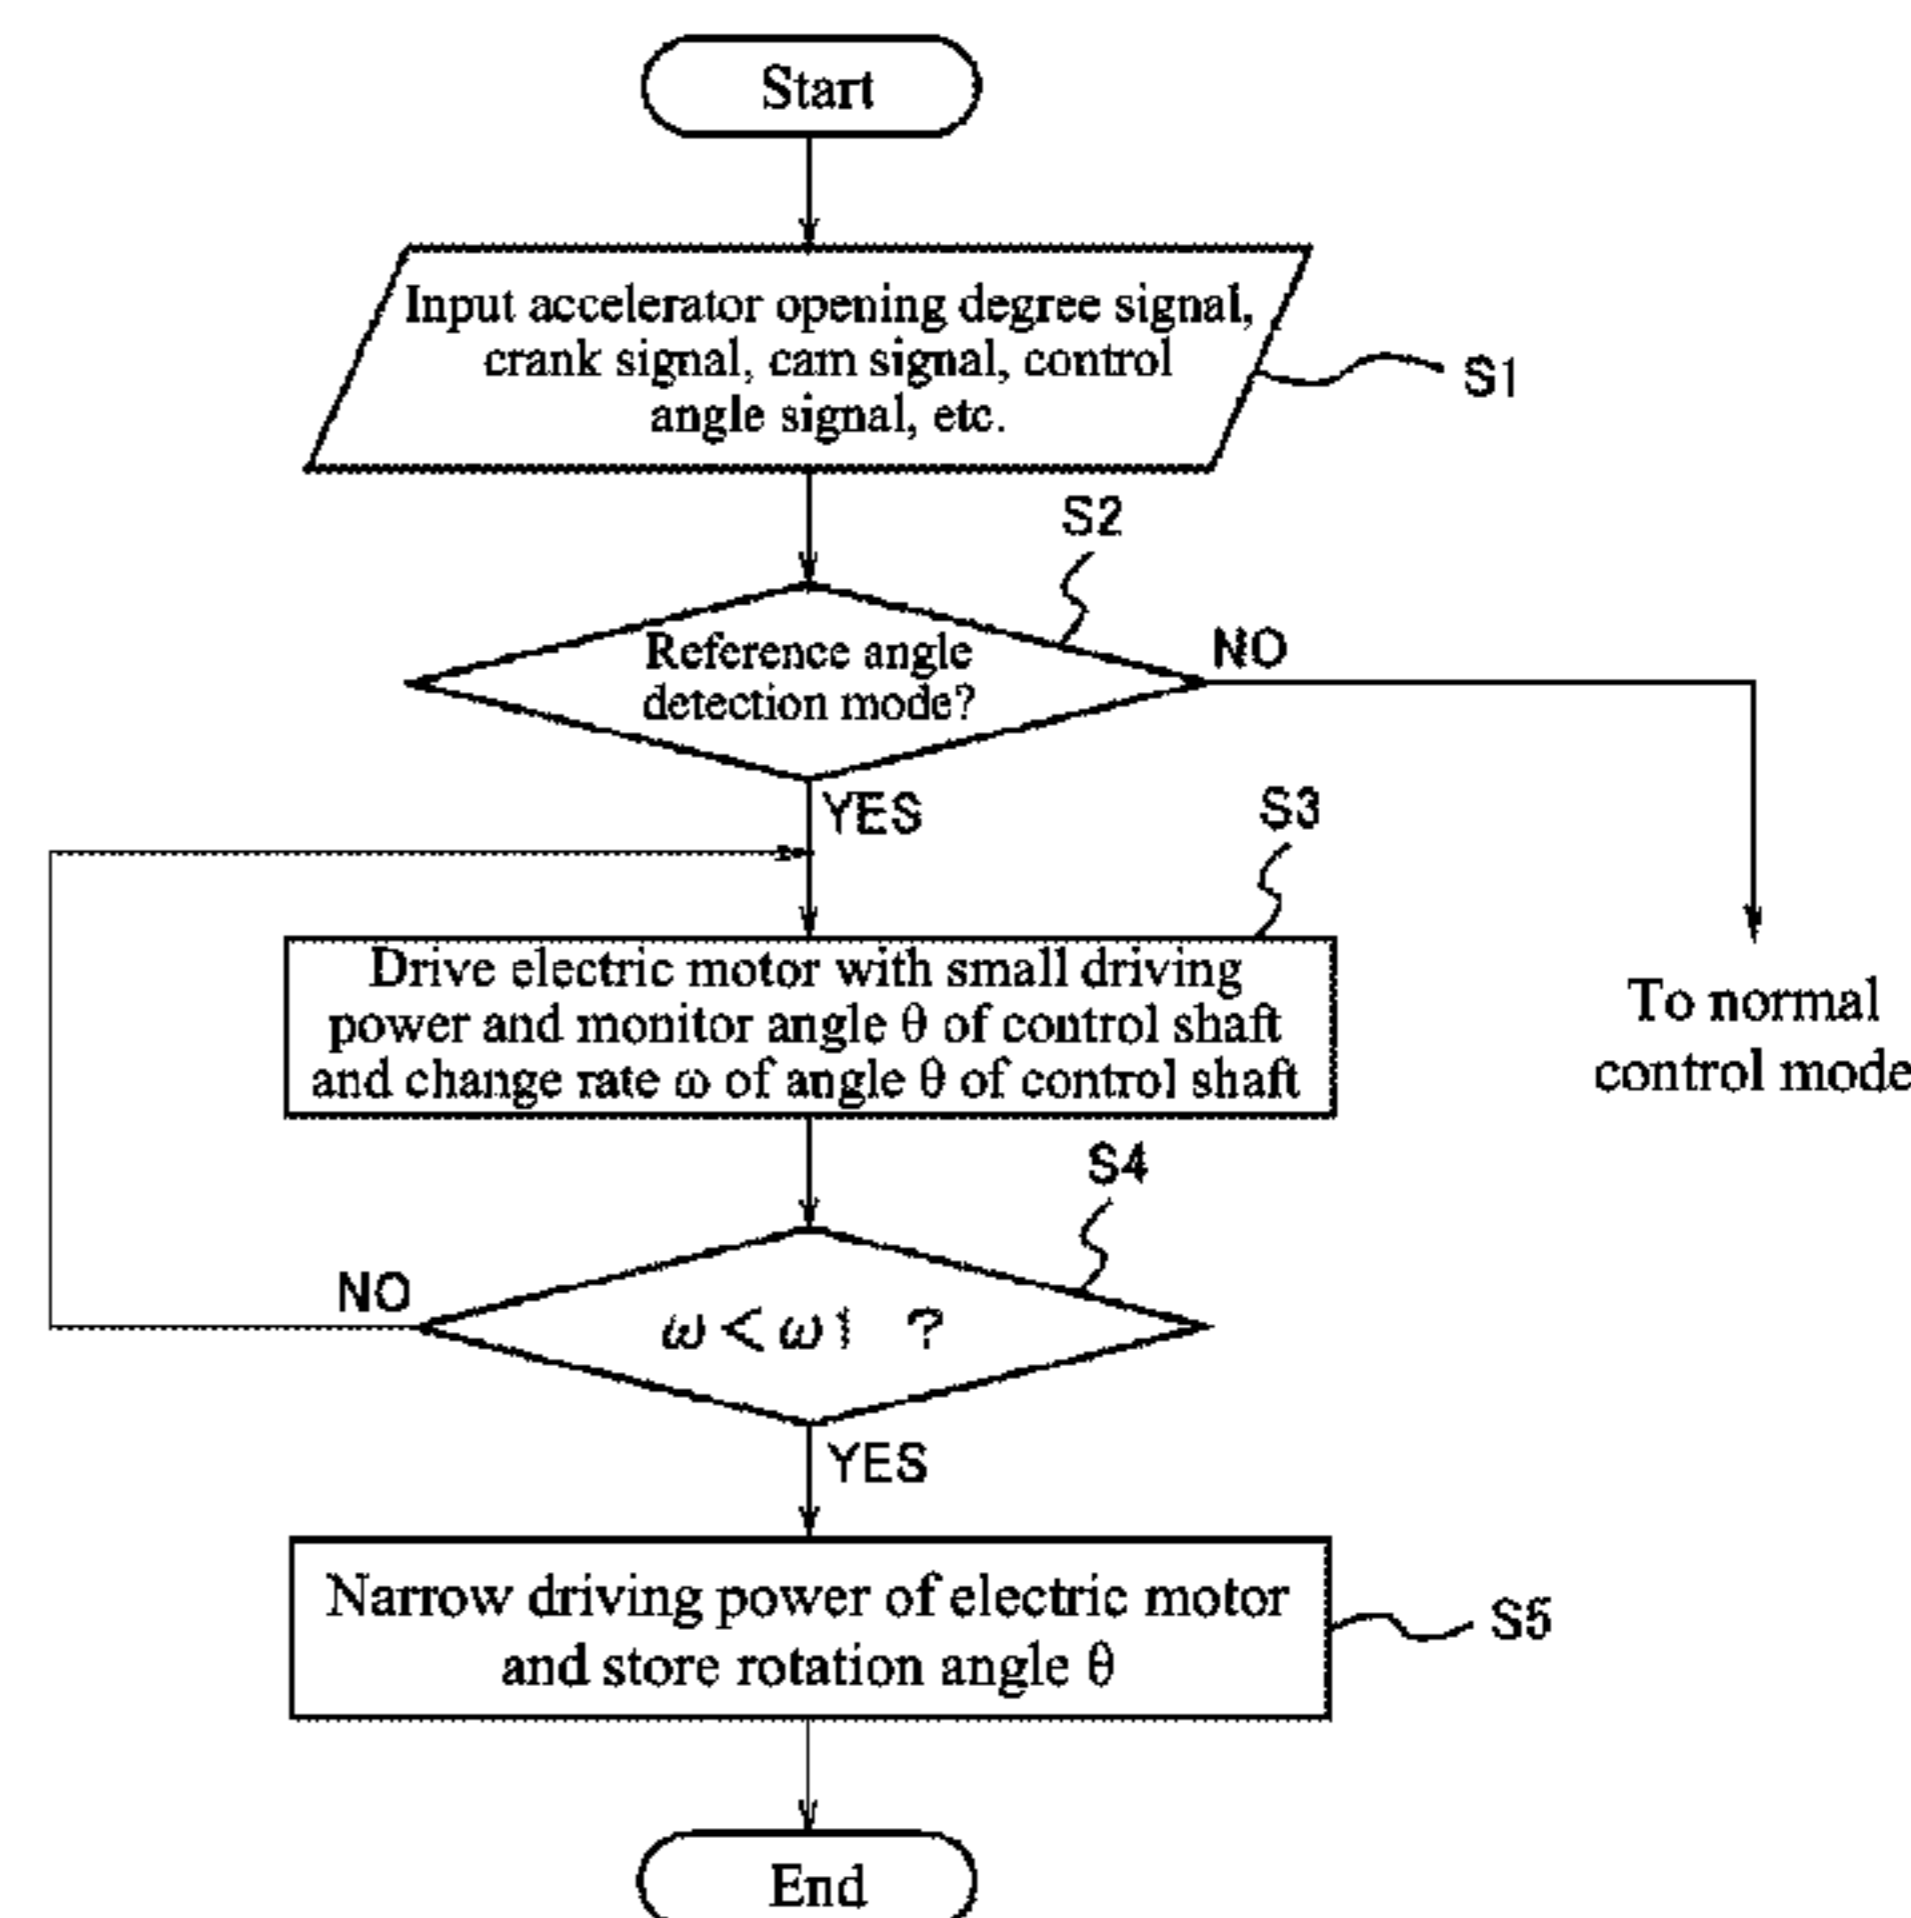 Start
Input accelerator opening degree signal,
crank signal, cam signal, control
angle signal, etc.
S1
S2
Reference angle
detection mode?
NO
YES
S3
Drive electric motor with small driving
power and monitor angle θ of control shaft
and change rate ω of angle θ of control shaft
To normal
control mode
S4
NO
ω<ω1 ?
YES
Narrow driving power of electric motor
and store rotation angle θ
S5
End